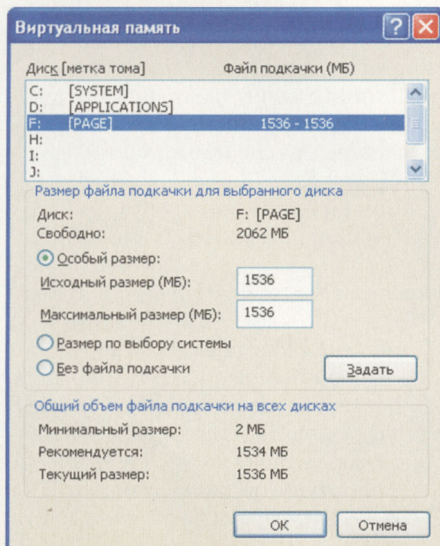 Виртуальная память
Диск [метка тома] Файл подкачки (МБ)
C: [SYSTEM]
D: [APPLICATIONS]
F: [PAGE] 1536 - 1536
H:
I:
J:
Размер файла подкачки для выбранного диска
Диск: F: [PAGE]
Свободно: 2062 МБ
Особый размер:
Исходный размер (МБ): 1536
Максимальный размер (МБ): 1536
Размер по выбору системы
Без файла подкачки
Задать
Общий объем файла подкачки на всех дисках
Минимальный размер: 2 МБ
Рекомендуется: 1534 МБ
Текущий размер: 1536 МБ
ОК Отмена